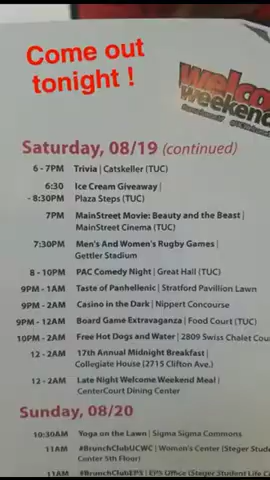 Come out
tonight !
welco
weekend
Saturday, 08/19 (continued)
6 - 7PM Trivia | Catskeller (TUC)
6:30 Ice Cream Giveaway |
- 8:30PM Plaza Steps (TUC)
7PM MainStreet Movie: Beauty and the Beast |
MainStreet Cinema (TUC)
7:30PM Men's And Women's Rugby Games |
Gettler Stadium
8 - 10PM PAC Comedy Night | Great Hall (TUC)
9PM - 1AM Taste of Panhellenic | Stratford Pavillion Lawn
9PM - 2AM Casino in the Dark | Nippert Concourse
9PM - 12AM Board Game Extravaganza | Food Court (TUC)
10PM - 2AM Free Hot Dogs and Water | 2809 Swiss Chalet Cou
12 - 2AM 17th Annual Midnight Breakfast |
Collegiate House (2715 Clifton Ave.)
12 - 2AM Late Night Welcome Weekend Meal |
CenterCourt Dining Center
Sunday, 08/20
10:30AM Yoga on the Lawn | Sigma Sigma Commons
11AM #BrunchClubUCWC | Women's Center (Steger Stude
Center 5th Floor)
11AM #BrunchClubEPS | EPS Office (Steger Student Life C